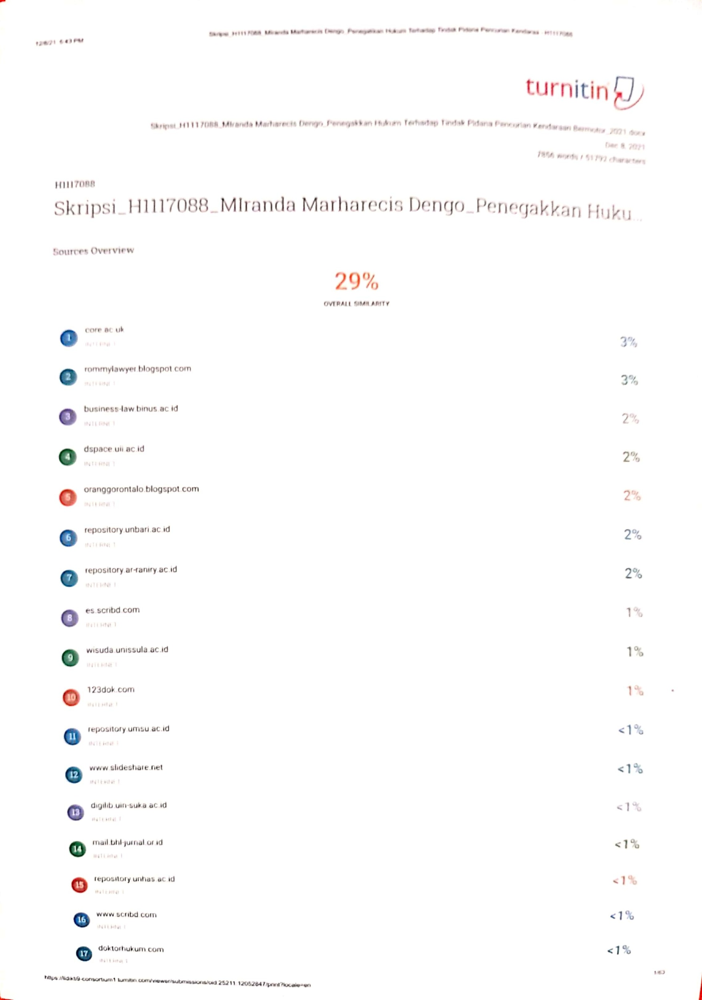 12/8/21, 6:43 PM
Skripsi_H1117088_MIranda Marharecis Dengo_Penegakkan Hukum Terhadap Tindak Pidana Pencurian Kendaraa - H1117088
turnitin
Skripsi_H1117088_MIranda Marharecis Dengo_Penegakkan Hukum Terhadap Tindak Pidana Pencurian Kendaraan Bermotor_2021.docx
Dec 8, 2021
7856 words / 51792 characters
H1117088
Skripsi_H1117088_MIranda Marharecis Dengo_Penegakkan Huku...
Sources Overview
29%
OVERALL SIMILARITY
1 core.ac.uk 3%
INTERNET
2 rommylawyer.blogspot.com 3%
INTERNET
3 business-law.binus.ac.id 2%
INTERNET
4 dspace.uii.ac.id 2%
INTERNET
5 oranggorontalo.blogspot.com 2%
INTERNET
6 repository.unbari.ac.id 2%
INTERNET
7 repository.ar-raniry.ac.id 2%
INTERNET
8 es.scribd.com 1%
INTERNET
9 wisuda.unissula.ac.id 1%
INTERNET
10 123dok.com 1%
INTERNET
11 repository.umsu.ac.id <1%
INTERNET
12 www.slideshare.net <1%
INTERNET
13 digilib.uin-suka.ac.id <1%
INTERNET
14 mail.bhl-jurnal.or.id <1%
INTERNET
15 repository.unhas.ac.id <1%
INTERNET
16 www.scribd.com <1%
INTERNET
17 doktorhukum.com <1%
INTERNET
https://lldikti9-consortium1.turnitin.com/viewer/submissions/oid:25211:12052847/print?locale=en
1/63